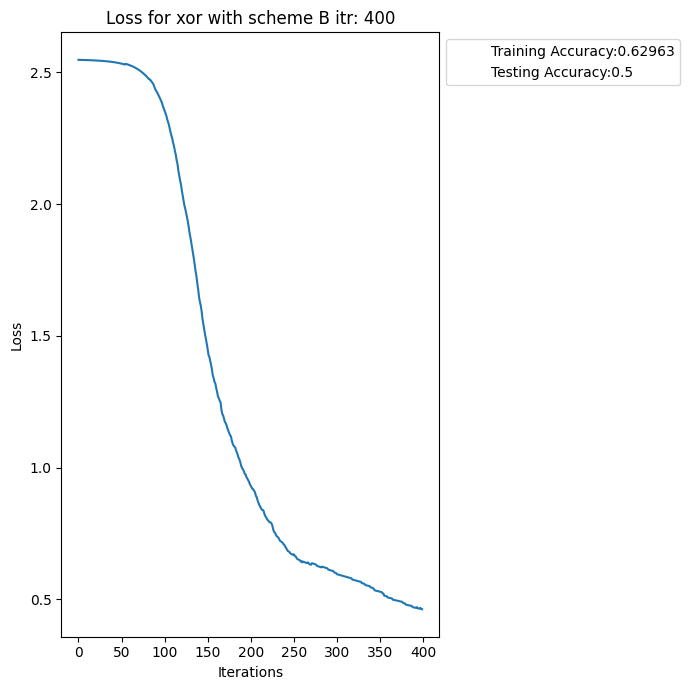 Loss for xor with scheme B itr: 400
Training Accuracy:0.62963
Testing Accuracy:0.5
2.5
2.0
1.5
1.0
0.5
Loss
0 50 100 150 200 250 300 350 400
Iterations